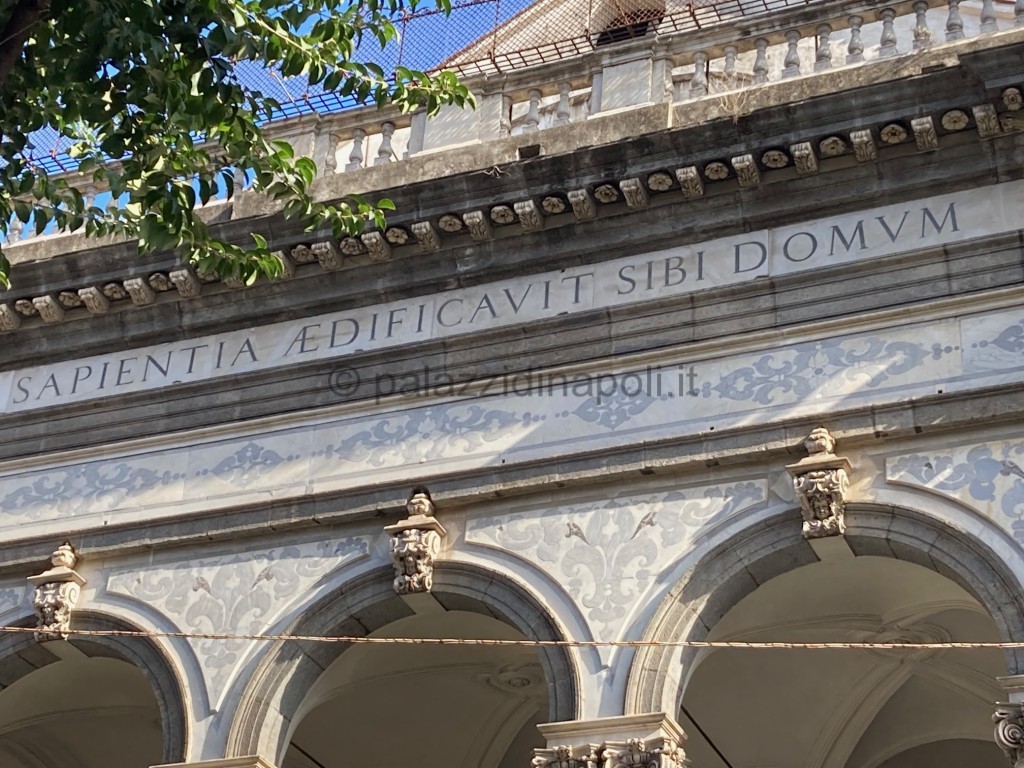 SAPIENTIA ÆDIFICAVIT SIBI DOMVM
© palazzidinapoli.it